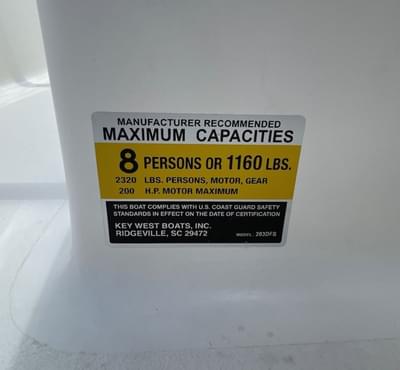 MANUFACTURER RECOMMENDED
MAXIMUM CAPACITIES
8 PERSONS OR 1160 LBS.
2320 LBS. PERSONS, MOTOR, GEAR
200 H.P. MOTOR MAXIMUM
THIS BOAT COMPLIES WITH U.S. COAST GUARD SAFETY
STANDARDS IN EFFECT ON THE DATE OF CERTIFICATION
KEY WEST BOATS, INC.
RIDGEVILLE, SC 29472 MODEL: 203DFS